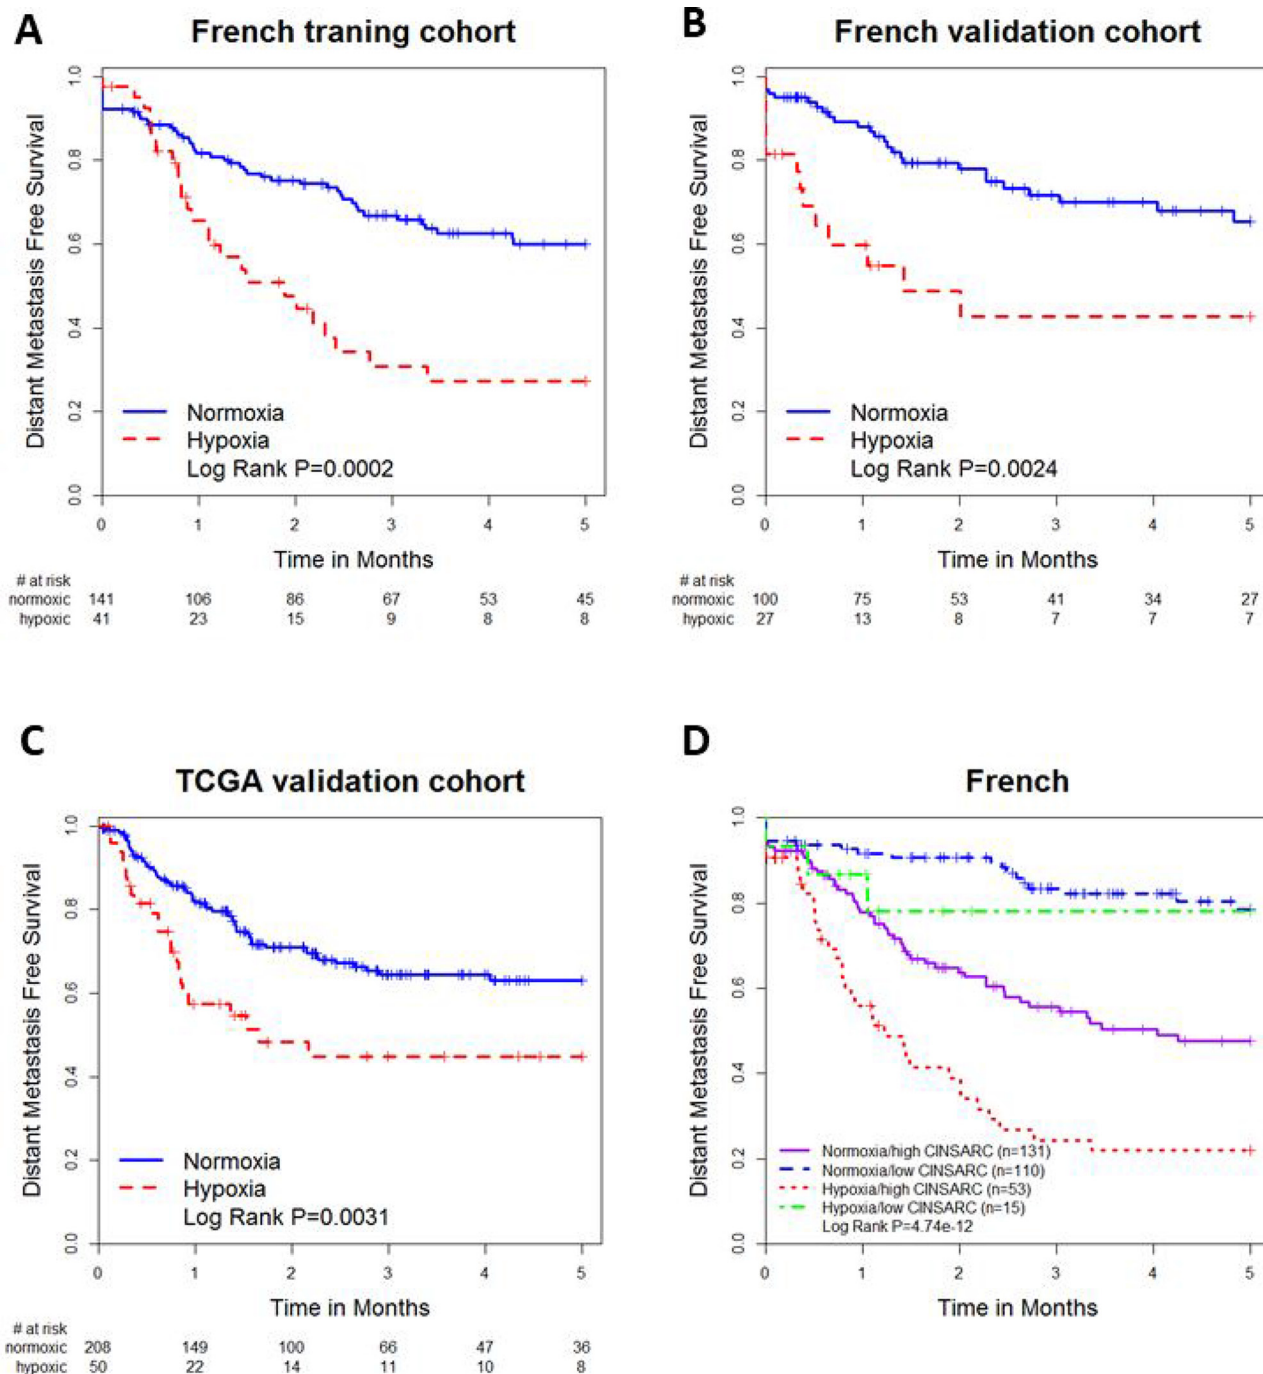 A
French traning cohort
Distant Metastasis Free Survival
1.0
0.8
0.6
0.4
0.2
0.0
Normoxia
Hypoxia
Log Rank P=0.0002
0 1 2 3 4 5
Time in Months
# at risk
normoxic 141 106 86 67 53 45
hypoxic 41 23 15 9 8 8
B
French validation cohort
Distant Metastasis Free Survival
1.0
0.8
0.6
0.4
0.2
0.0
Normoxia
Hypoxia
Log Rank P=0.0024
0 1 2 3 4 5
Time in Months
# at risk
normoxic 100 75 53 41 34 27
hypoxic 27 13 8 7 7 7
C
TCGA validation cohort
Distant Metastasis Free Survival
1.0
0.8
0.6
0.4
0.2
0.0
Normoxia
Hypoxia
Log Rank P=0.0031
0 1 2 3 4 5
Time in Months
# at risk
normoxic 208 149 100 66 47 36
hypoxic 50 22 14 11 10 8
D
French
Distant Metastasis Free Survival
1.0
0.8
0.6
0.4
0.2
0.0
Normoxia/high CINSARC (n=131)
Normoxia/low CINSARC (n=110)
Hypoxia/high CINSARC (n=53)
Hypoxia/low CINSARC (n=15)
Log Rank P=4.74e-12
0 1 2 3 4 5
Time in Months